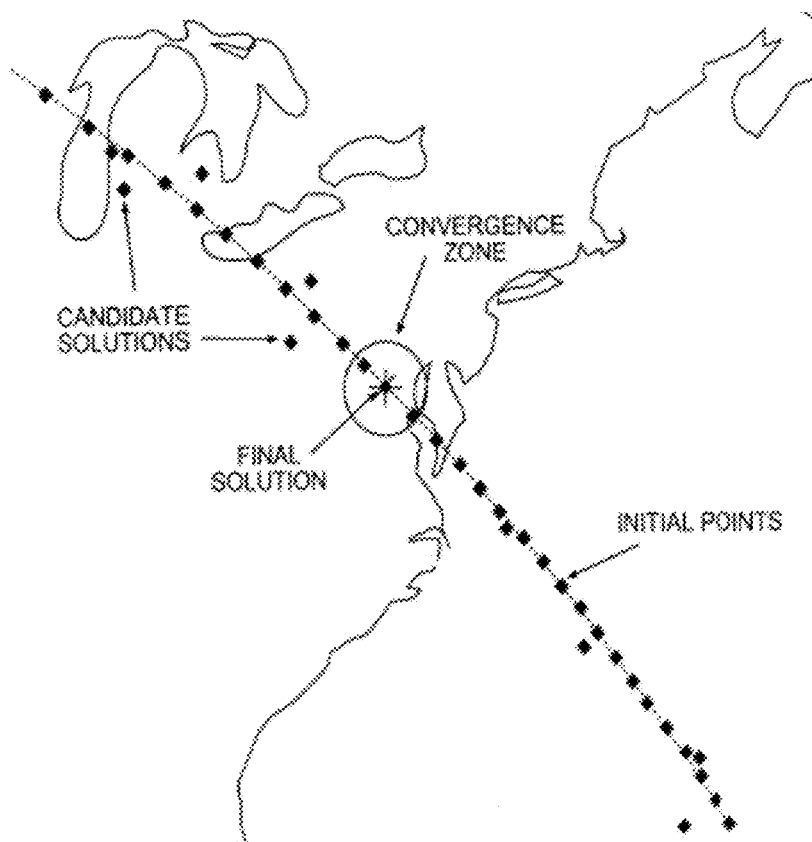 CONVERGENCE
ZONE
CANDIDATE
SOLUTIONS
FINAL
SOLUTION
INITIAL POINTS